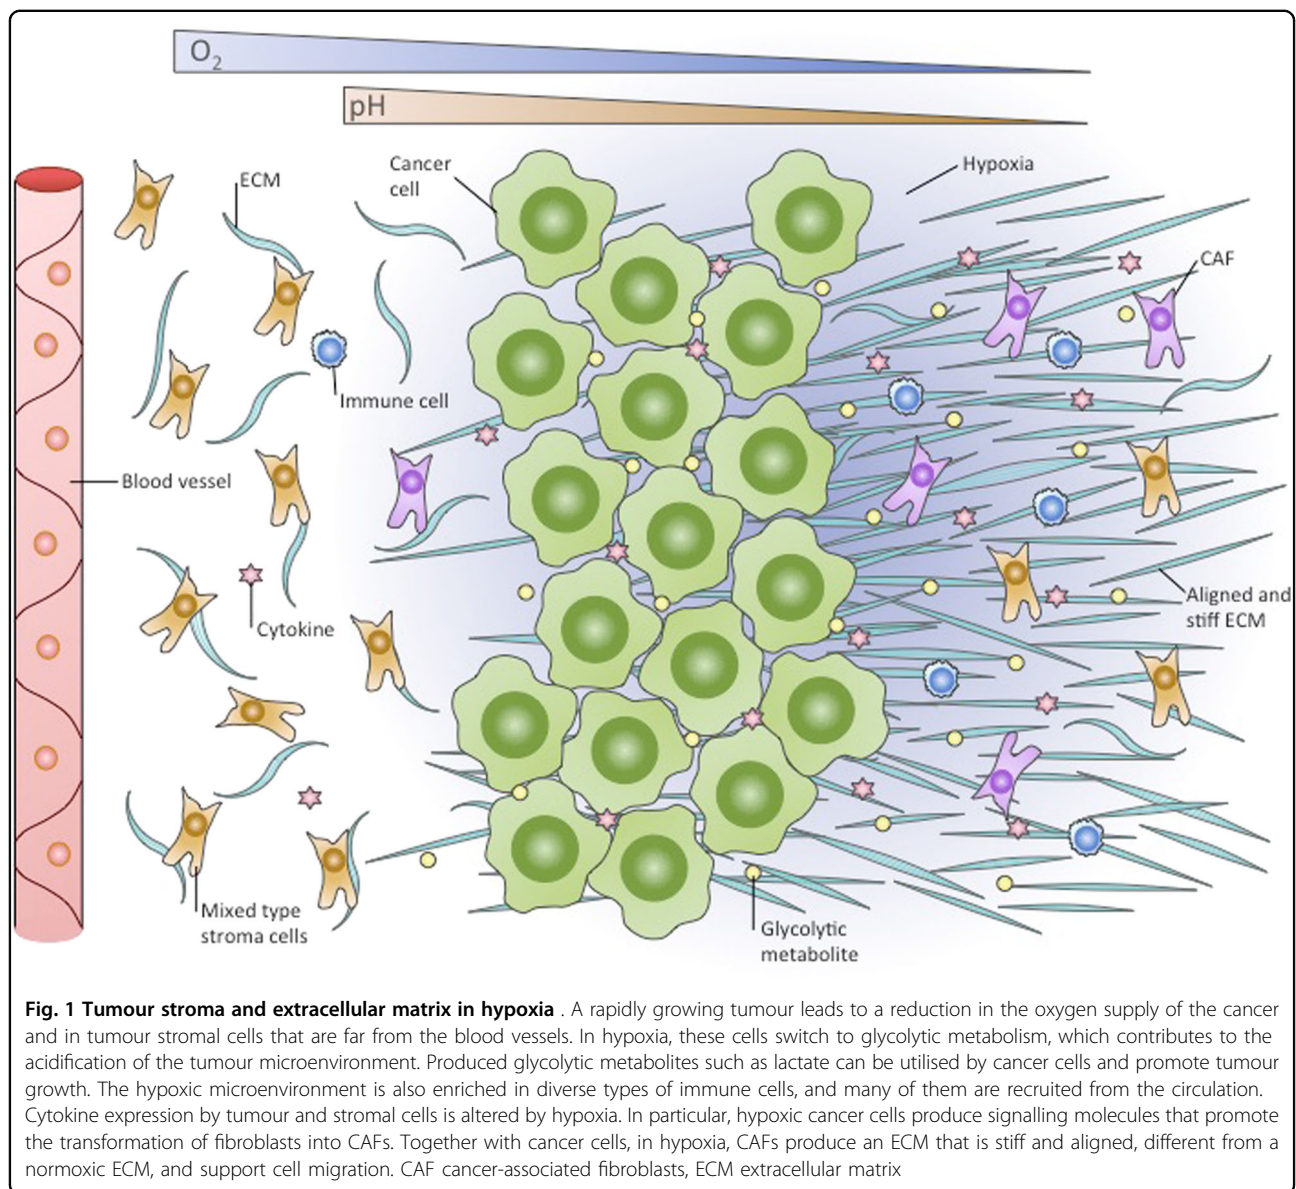 O2
pH
Cancer
cell
Hypoxia
ECM
CAF
Immune cell
Blood vessel
Cytokine
Aligned and
stiff ECM
Mixed type
stroma cells
Glycolytic
metabolite
Fig. 1 Tumour stroma and extracellular matrix in hypoxia . A rapidly growing tumour leads to a reduction in the oxygen supply of the cancer
and in tumour stromal cells that are far from the blood vessels. In hypoxia, these cells switch to glycolytic metabolism, which contributes to the
acidification of the tumour microenvironment. Produced glycolytic metabolites such as lactate can be utilised by cancer cells and promote tumour
growth. The hypoxic microenvironment is also enriched in diverse types of immune cells, and many of them are recruited from the circulation.
Cytokine expression by tumour and stromal cells is altered by hypoxia. In particular, hypoxic cancer cells produce signalling molecules that promote
the transformation of fibroblasts into CAFs. Together with cancer cells, in hypoxia, CAFs produce an ECM that is stiff and aligned, different from a
normoxic ECM, and support cell migration. CAF cancer-associated fibroblasts, ECM extracellular matrix